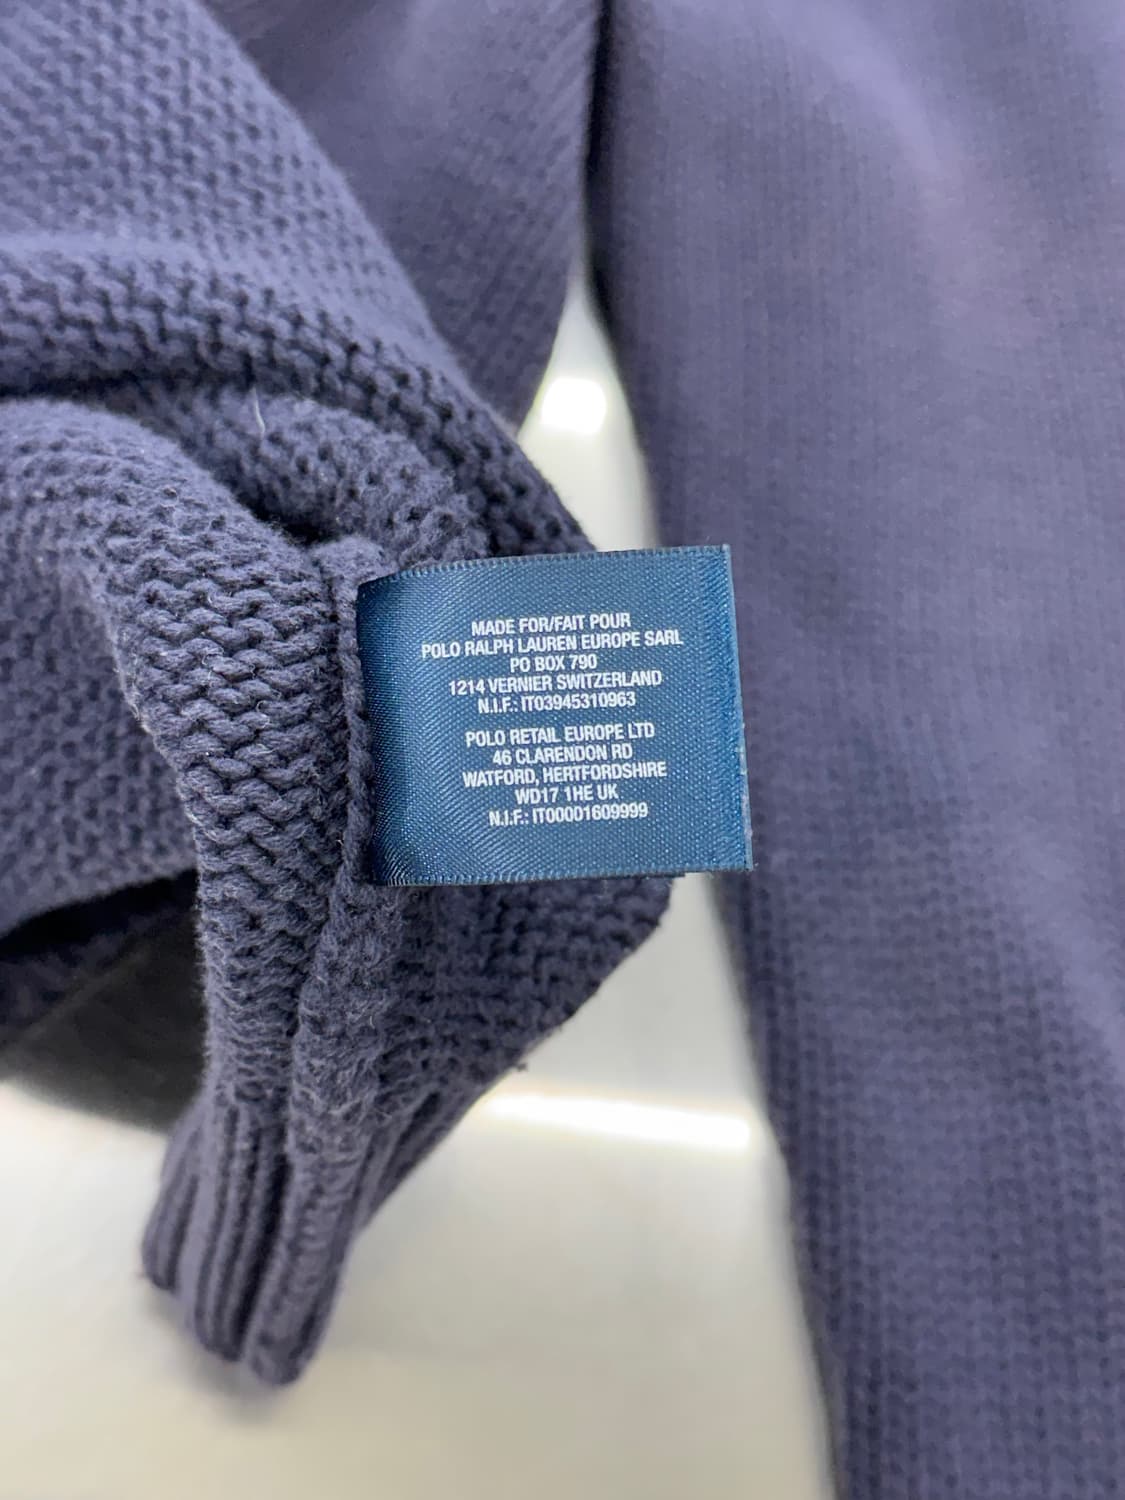 MADE FOR/FAIT POUR
POLO RALPH LAUREN EUROPE SARL
PO BOX 790
1214 VERNIER SWITZERLAND
N.I.F.: IT03945310963
POLO RETAIL EUROPE LTD
46 CLARENDON RD
WATFORD, HERTFORDSHIRE
WD17 1HE UK
N.I.F.: IT00001609999